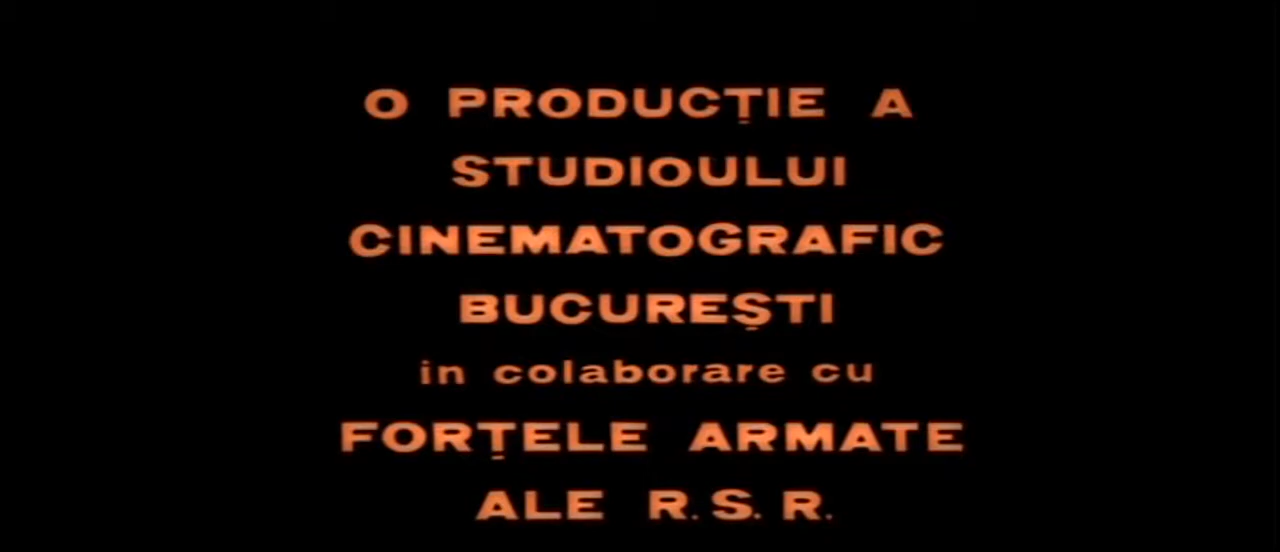 O PRODUCȚIE A
STUDIOULUI
CINEMATOGRAFIC
BUCUREȘTI
in colaborare cu
FORȚELE ARMATE
ALE R.S.R.